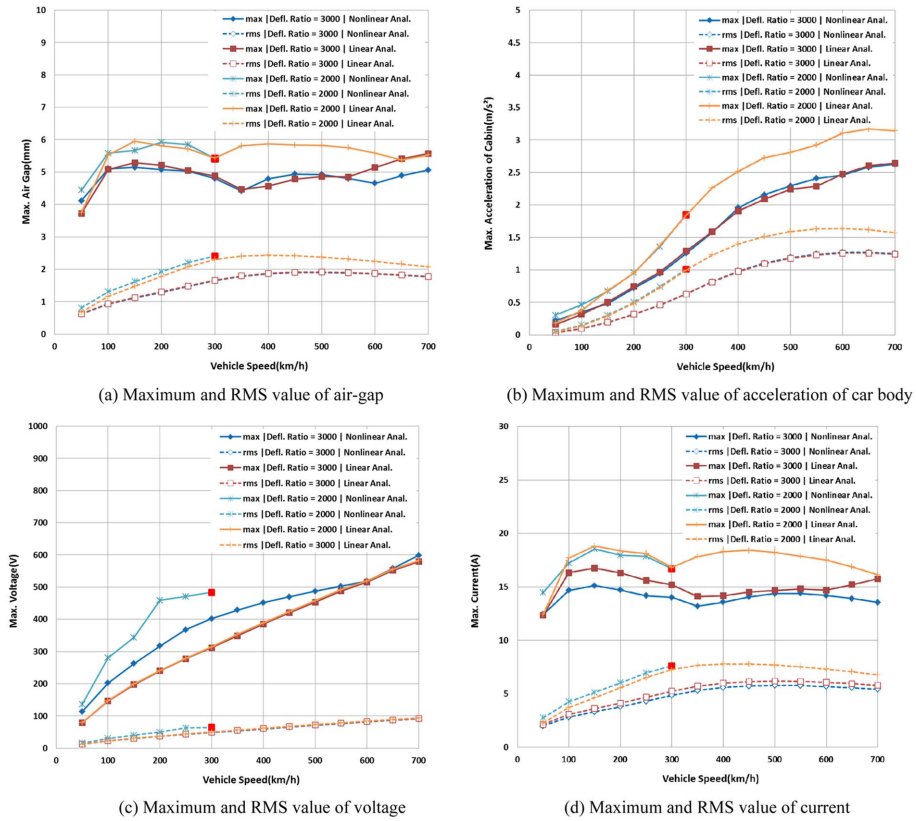 10
9
8
7
6
5
4
3
2
1
0
Max. Air Gap(mm)
max |Defl. Ratio = 3000 | Nonlinear Anal.
rms |Defl. Ratio = 3000 | Nonlinear Anal.
max |Defl. Ratio = 3000 | Linear Anal.
rms |Defl. Ratio = 3000 | Linear Anal.
max |Defl. Ratio = 2000 | Nonlinear Anal.
rms |Defl. Ratio = 2000 | Nonlinear Anal.
max |Defl. Ratio = 2000 | Linear Anal.
rms |Defl. Ratio = 2000 | Linear Anal.
0 100 200 300 400 500 600 700
Vehicle Speed(km/h)
(a) Maximum and RMS value of air-gap
5
4.5
4
3.5
3
2.5
2
1.5
1
0.5
0
Max. Acceleration of Cabin(m/s²)
max |Defl. Ratio = 3000 | Nonlinear Anal.
rms |Defl. Ratio = 3000 | Nonlinear Anal.
max |Defl. Ratio = 3000 | Linear Anal.
rms |Defl. Ratio = 3000 | Linear Anal.
max |Defl. Ratio = 2000 | Nonlinear Anal.
rms |Defl. Ratio = 2000 | Nonlinear Anal.
max |Defl. Ratio = 2000 | Linear Anal.
rms |Defl. Ratio = 2000 | Linear Anal.
0 100 200 300 400 500 600 700
Vehicle Speed(km/h)
(b) Maximum and RMS value of acceleration of car body
1000
900
800
700
600
500
400
300
200
100
0
Max. Voltage(V)
max |Defl. Ratio = 3000 | Nonlinear Anal.
rms |Defl. Ratio = 3000 | Nonlinear Anal.
max |Defl. Ratio = 3000 | Linear Anal.
rms |Defl. Ratio = 3000 | Linear Anal.
max |Defl. Ratio = 2000 | Nonlinear Anal.
rms |Defl. Ratio = 2000 | Nonlinear Anal.
max |Defl. Ratio = 2000 | Linear Anal.
rms |Defl. Ratio = 3000 | Linear Anal.
0 100 200 300 400 500 600 700
Vehicle Speed(km/h)
(c) Maximum and RMS value of voltage
30
25
20
15
10
5
0
Max. Current(A)
max |Defl. Ratio = 3000 | Nonlinear Anal.
rms |Defl. Ratio = 3000 | Nonlinear Anal.
max |Defl. Ratio = 3000 | Linear Anal.
rms |Defl. Ratio = 3000 | Linear Anal.
max |Defl. Ratio = 2000 | Nonlinear Anal.
rms |Defl. Ratio = 2000 | Nonlinear Anal.
max |Defl. Ratio = 2000 | Linear Anal.
rms |Defl. Ratio = 2000 | Linear Anal.
0 100 200 300 400 500 600 700
Vehicle Speed(km/h)
(d) Maximum and RMS value of current